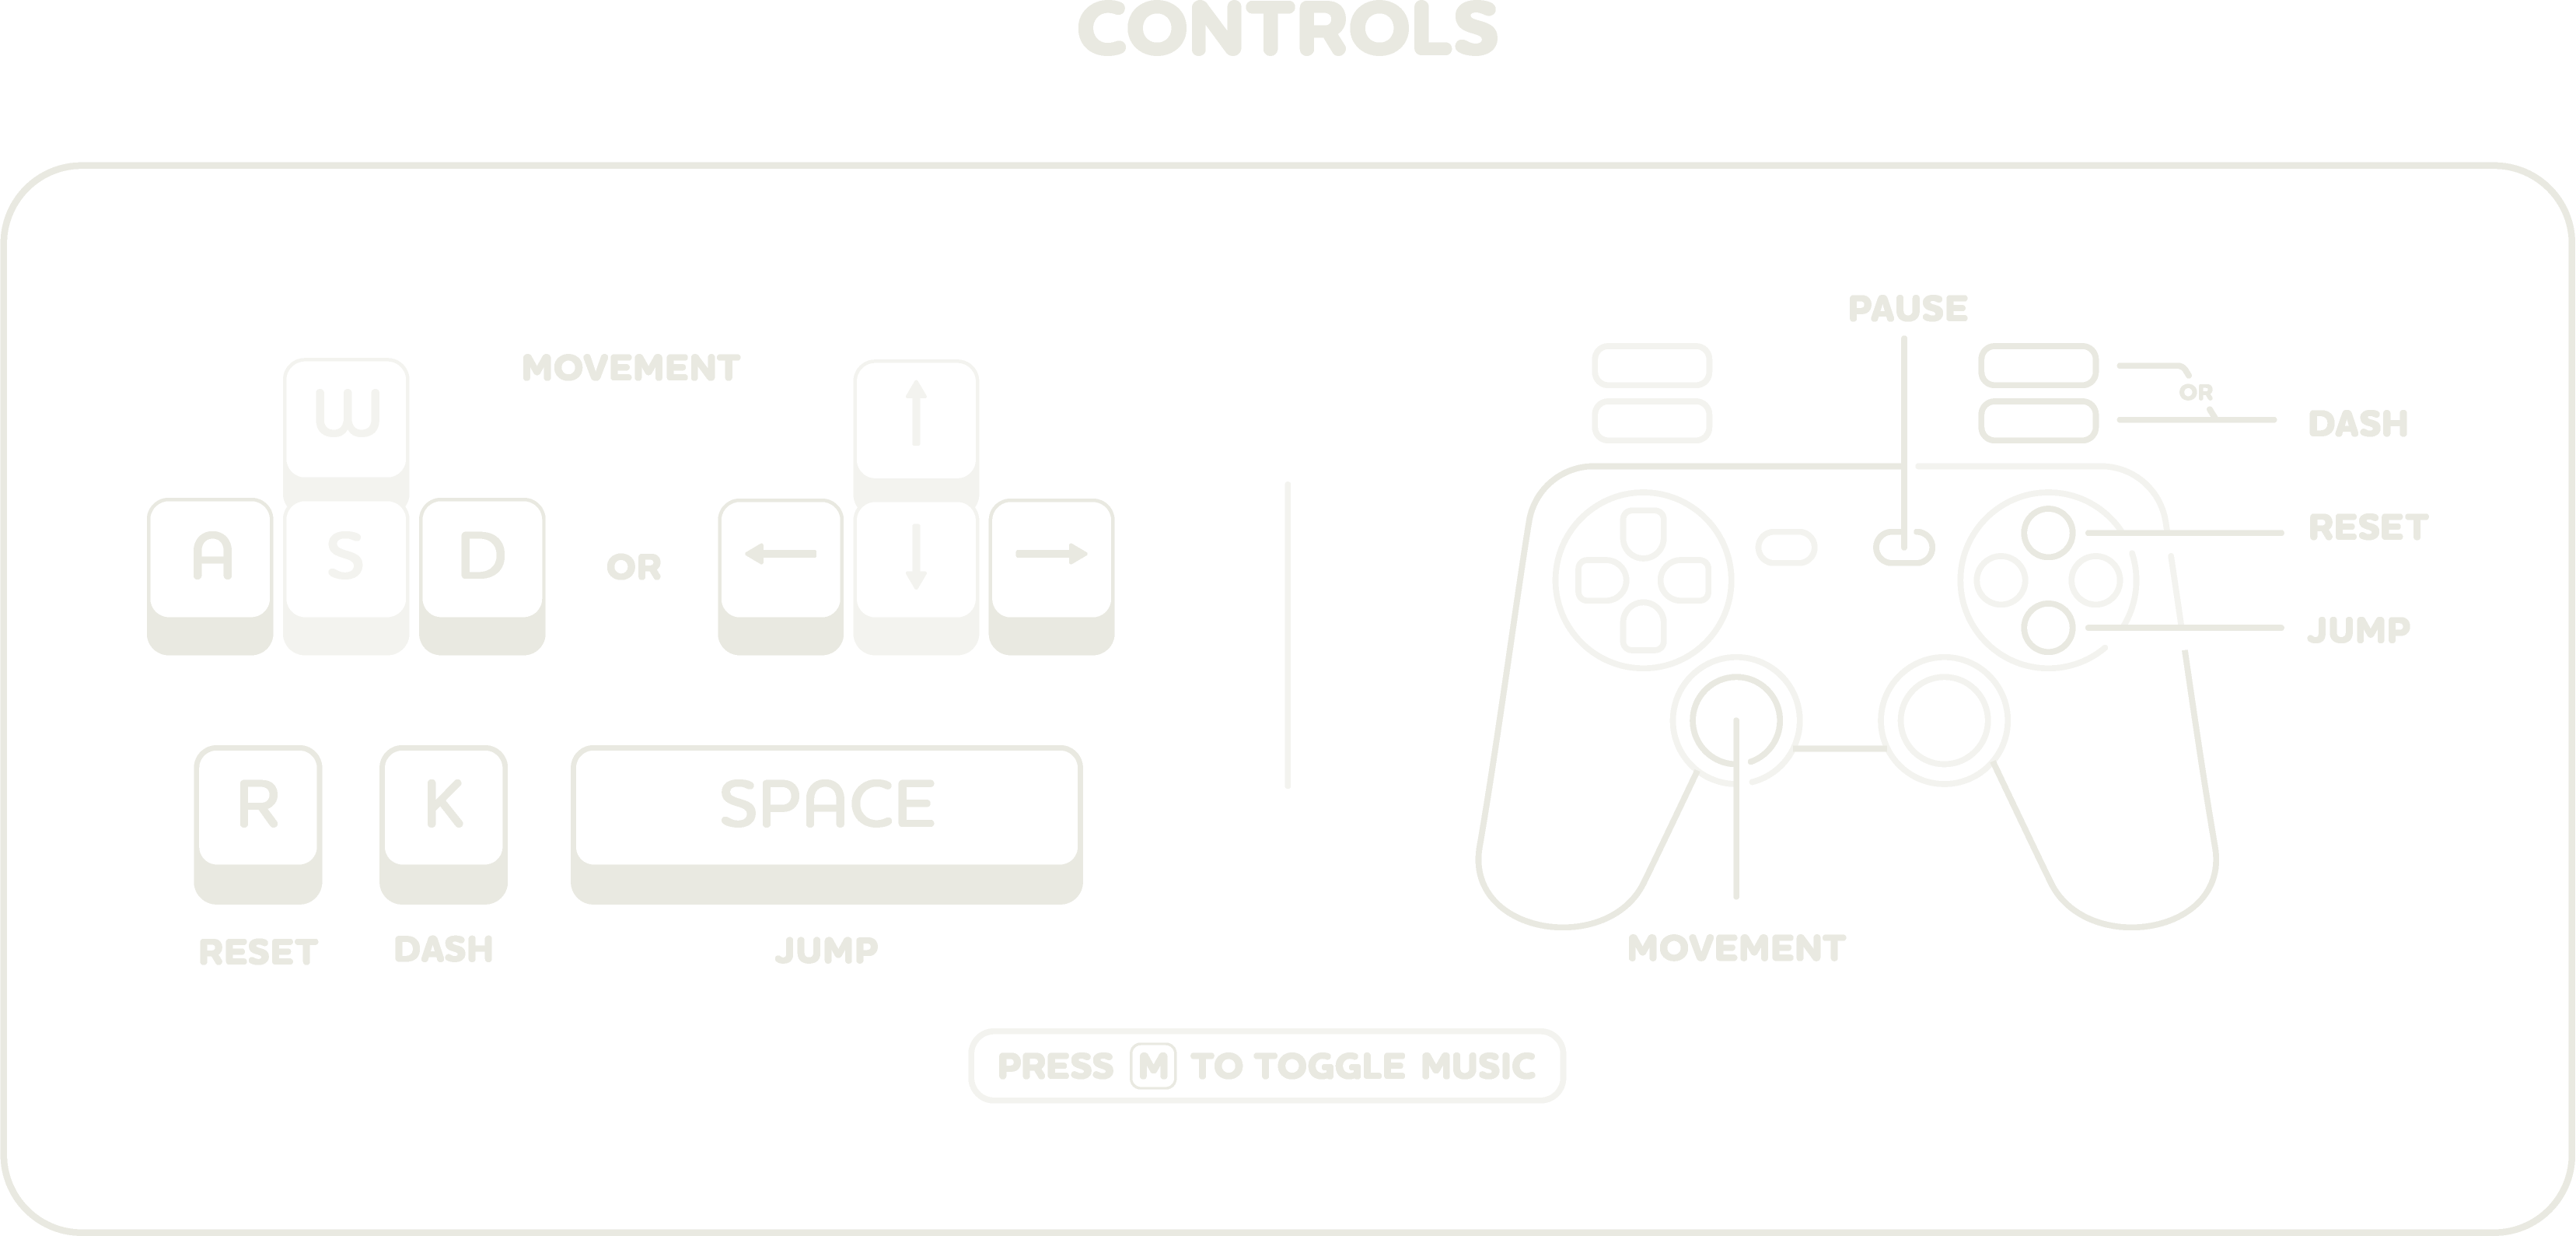 CONTROLS
MOVEMENT
W
A S D OR
R K SPACE
RESET DASH JUMP
PAUSE
OR
DASH
RESET
JUMP
MOVEMENT
PRESS M TO TOGGLE MUSIC